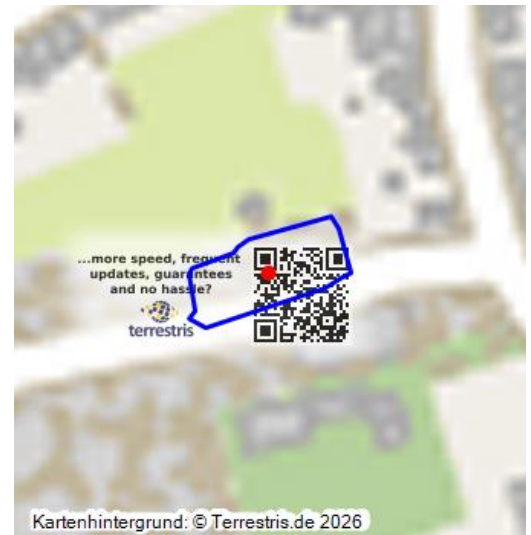 ...more speed, frequent
updates, guarantees
and no hassle?
terrestris
Kartenhintergrund: © Terrestris.de 2026